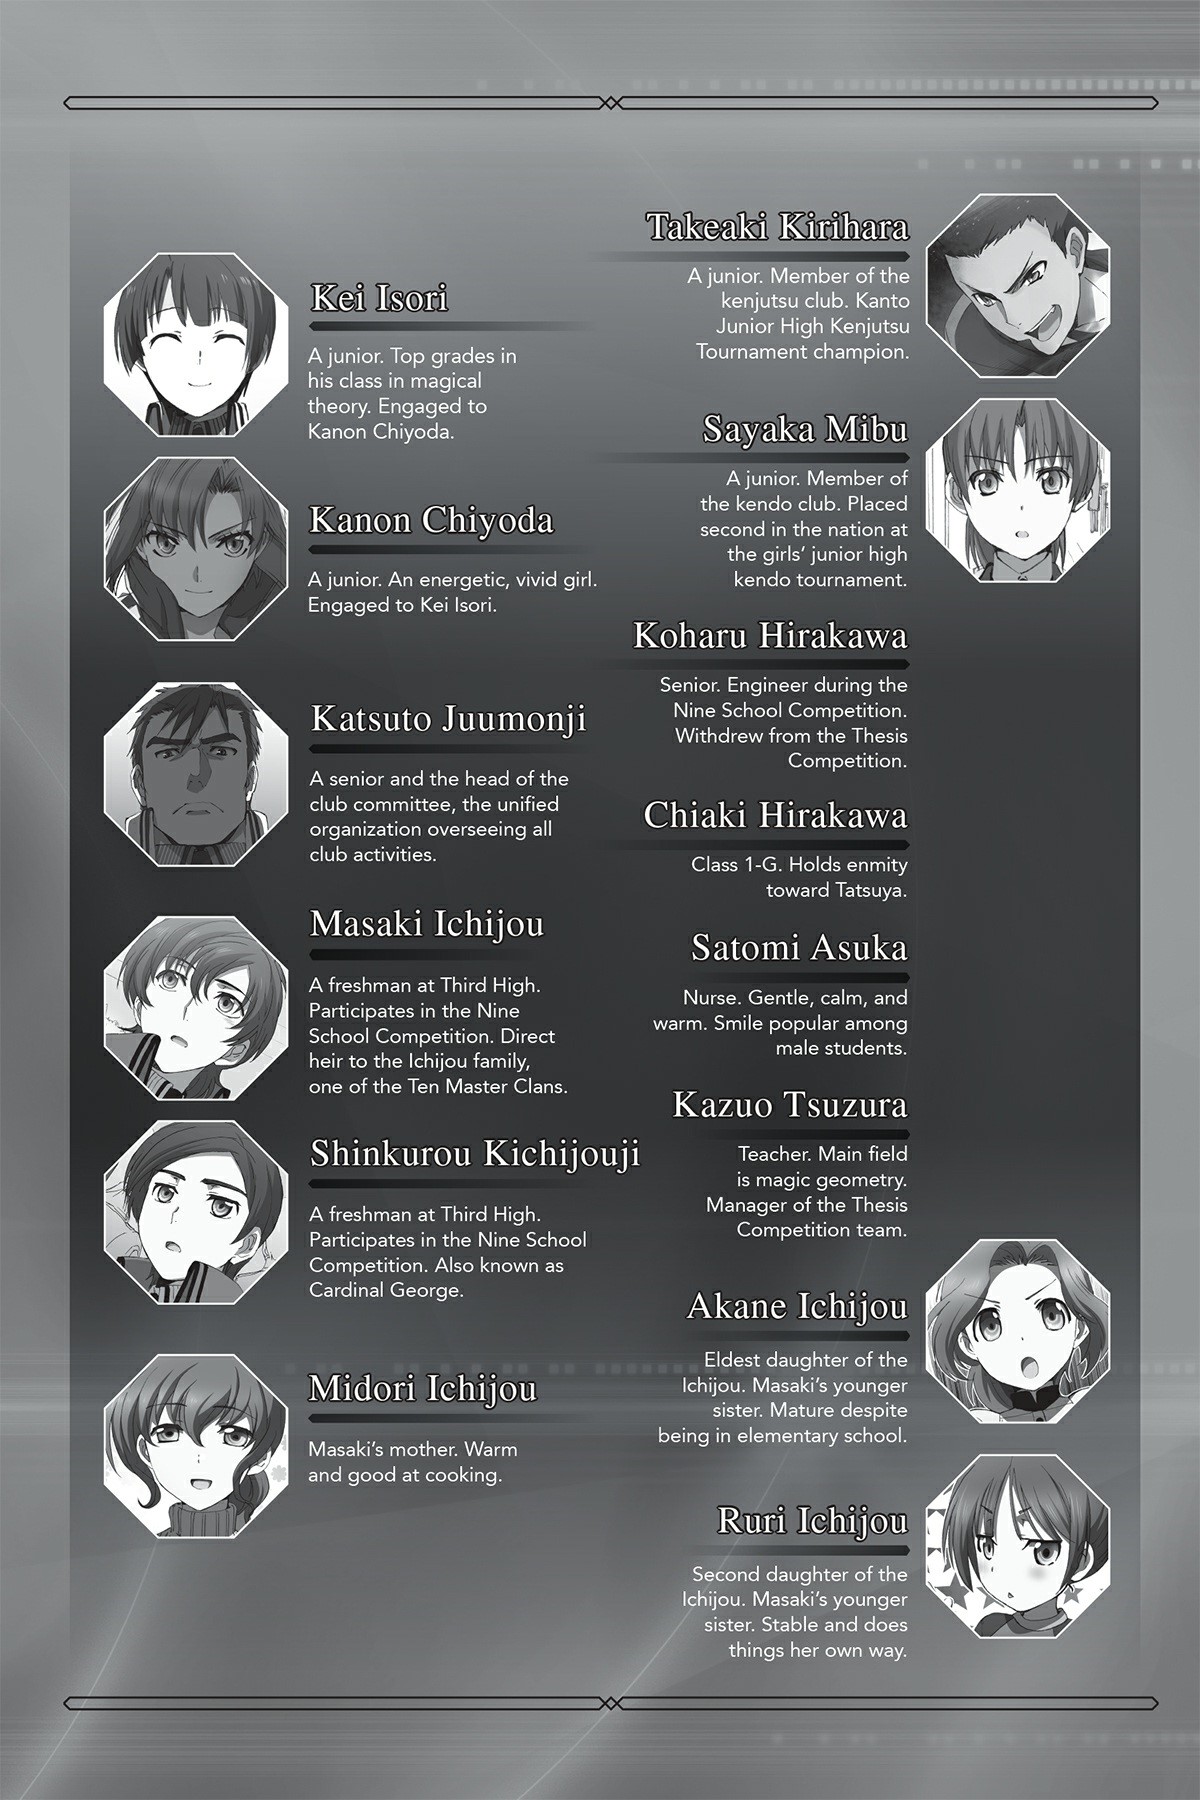 Kei Isori
A junior. Top grades in
his class in magical
theory. Engaged to
Kanon Chiyoda.
Kanon Chiyoda
A junior. An energetic, vivid girl.
Engaged to Kei Isori.
Katsuto Juumonji
A senior and the head of the
club committee, the unified
organization overseeing all
club activities.
Masaki Ichijou
A freshman at Third High.
Participates in the Nine
School Competition. Direct
heir to the Ichijou family,
one of the Ten Master Clans.
Shinkurou Kichijouji
A freshman at Third High.
Participates in the Nine School
Competition. Also known as
Cardinal George.
Midori Ichijou
Masaki's mother. Warm
and good at cooking.
Takeaki Kirihara
A junior. Member of the
kenjutsu club. Kanto
Junior High Kenjutsu
Tournament champion.
Sayaka Mibu
A junior. Member of
the kendo club. Placed
second in the nation at
the girls' junior high
kendo tournament.
Koharu Hirakawa
Senior. Engineer during the
Nine School Competition.
Withdrew from the Thesis
Competition.
Chiaki Hirakawa
Class 1-G. Holds enmity
toward Tatsuya.
Satomi Asuka
Nurse. Gentle, calm, and
warm. Smile popular among
male students.
Kazuo Tsuzura
Teacher. Main field
is magic geometry.
Manager of the Thesis
Competition team.
Akane Ichijou
Eldest daughter of the
Ichijou. Masaki's younger
sister. Mature despite
being in elementary school.
Ruri Ichijou
Second daughter of the
Ichijou. Masaki's younger
sister. Stable and does
things her own way.